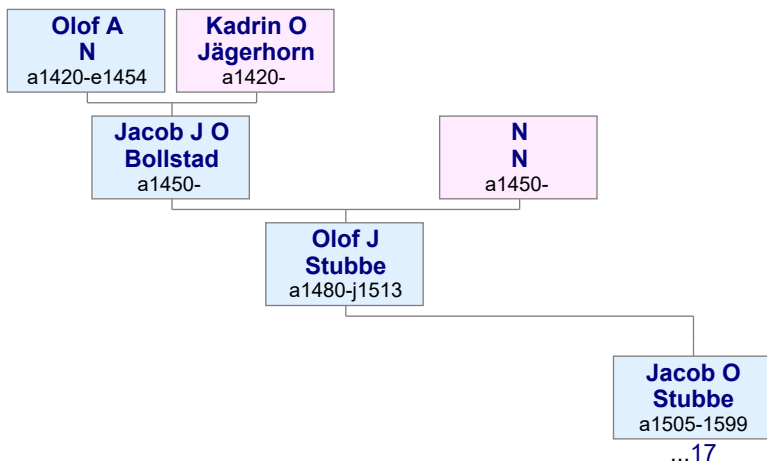 Olof A
N
a1420-e1454
Kadrin O
Jägerhorn
a1420-
Jacob J O
Bollstad
a1450-
N
N
a1450-
Olof J
Stubbe
a1480-j1513
Jacob O
Stubbe
a1505-1599
...17